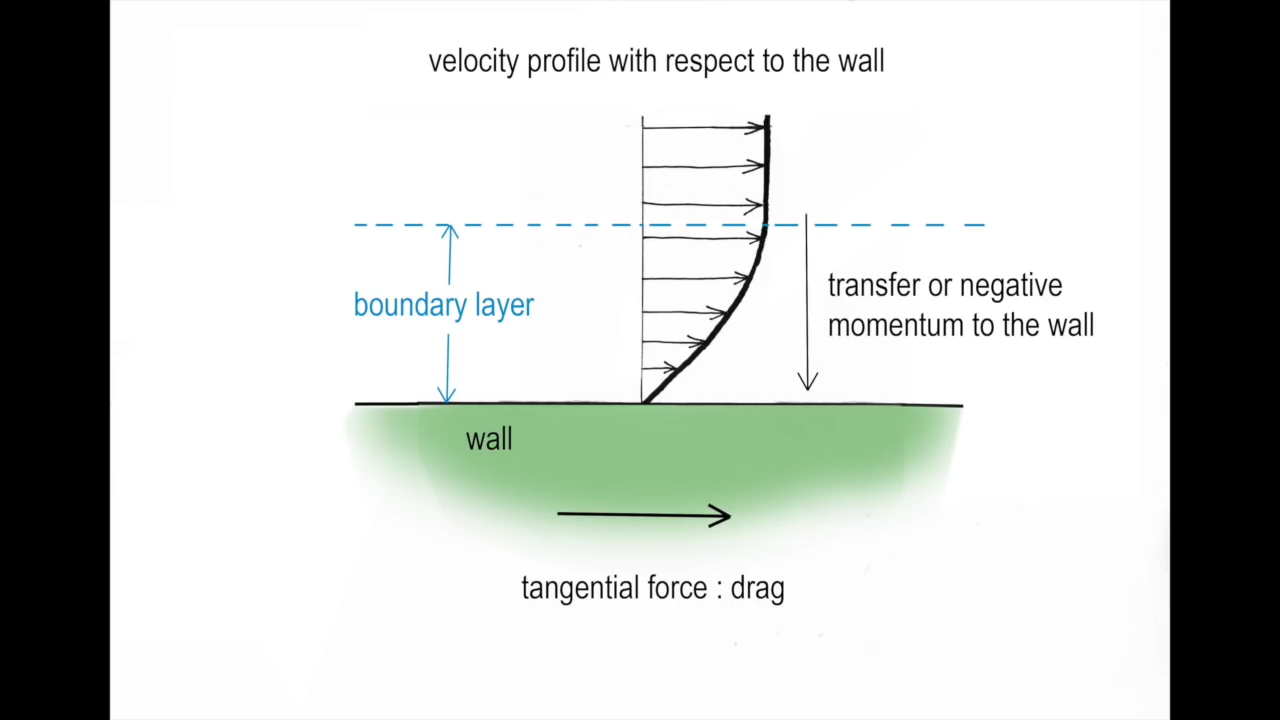 velocity profile with respect to the wall
boundary layer
transfer or negative
momentum to the wall
wall
tangential force : drag